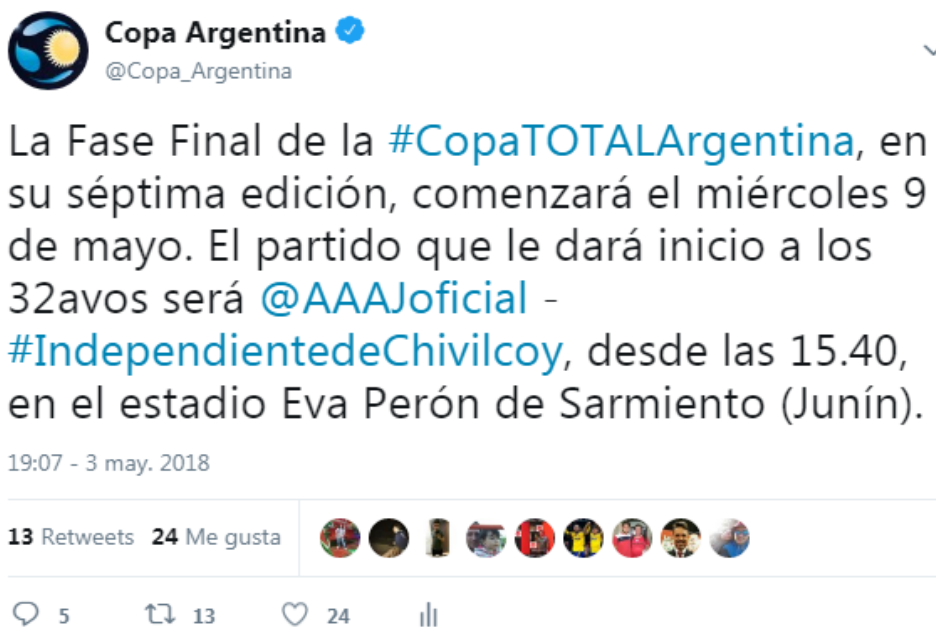 Copa Argentina
@Copa_Argentina
La Fase Final de la #CopaTOTALArgentina, en
su séptima edición, comenzará el miércoles 9
de mayo. El partido que le dará inicio a los
32avos será @AAAJoficial -
#IndependientedeChivilcoy, desde las 15.40,
en el estadio Eva Perón de Sarmiento (Junín).
19:07 - 3 may. 2018
13 Retweets 24 Me gusta
5 13 24